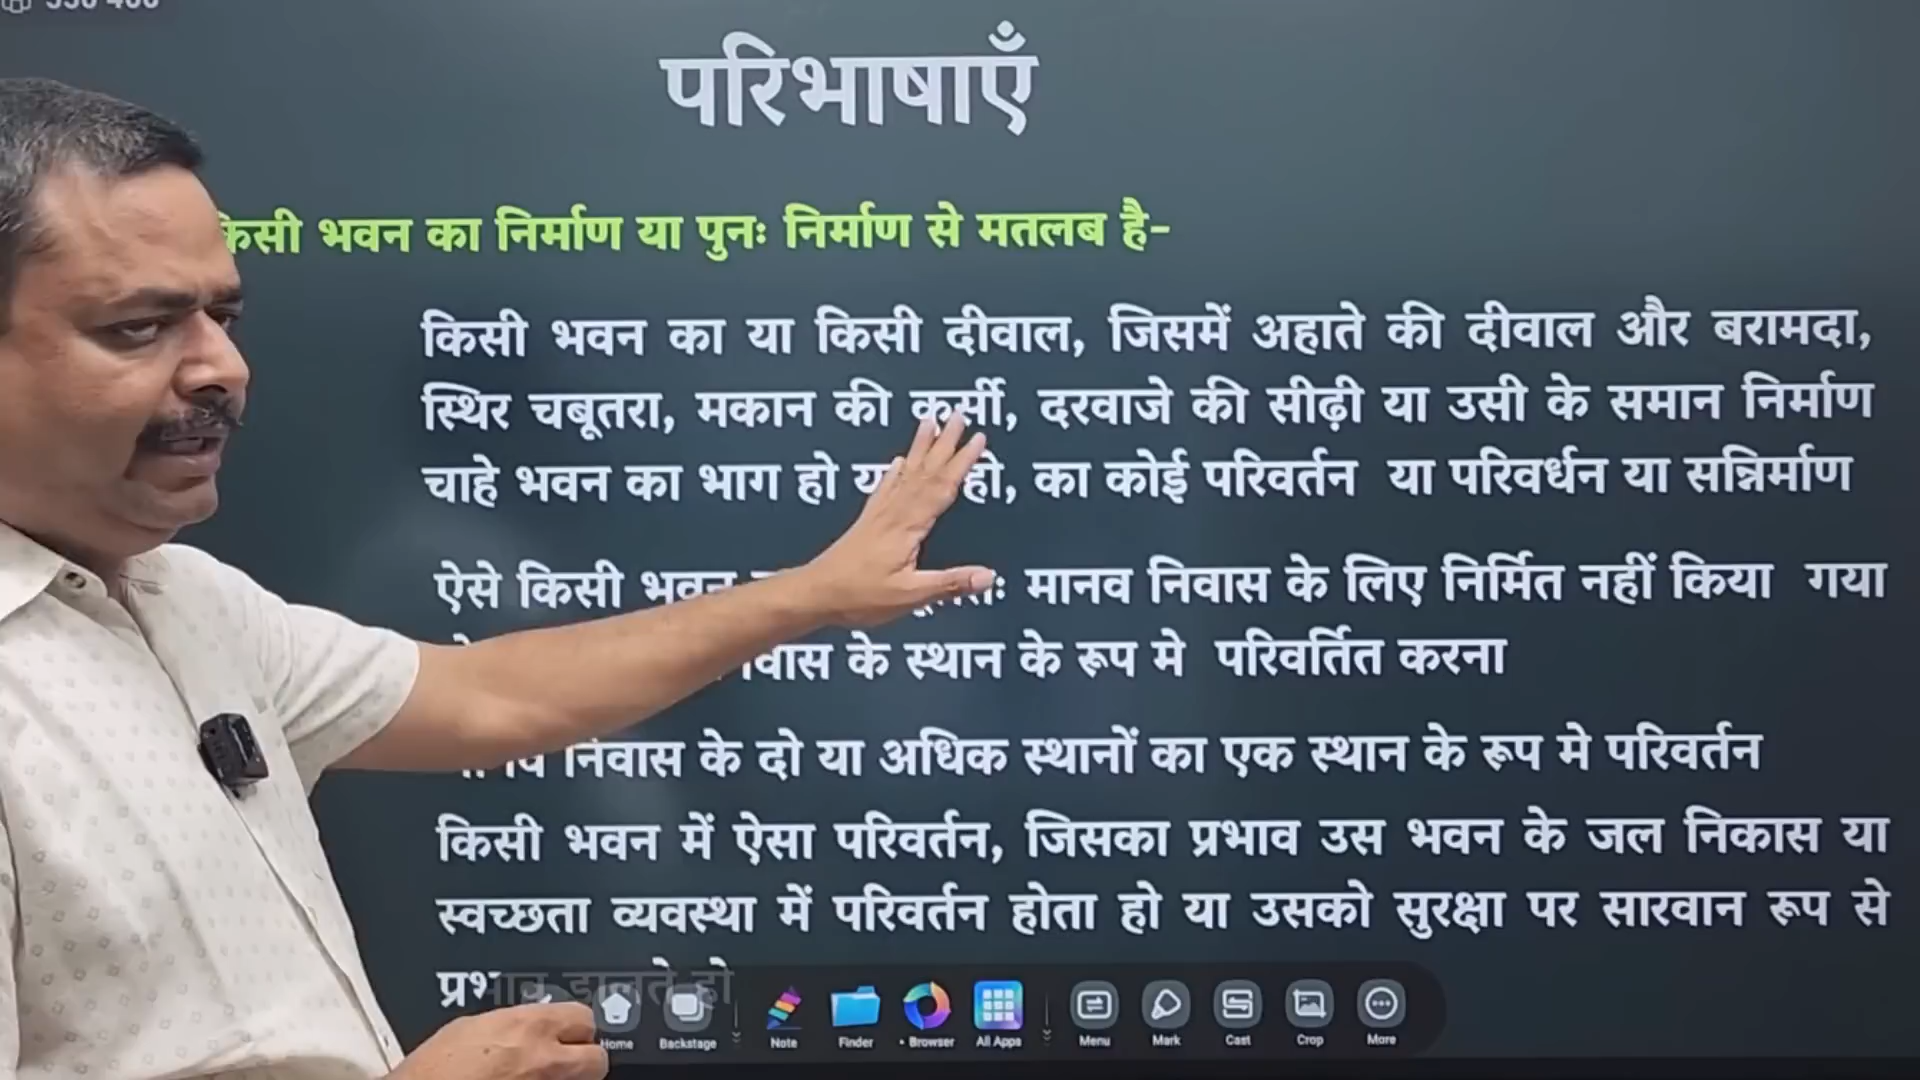 परिभाषाएँ
किसी भवन का निर्माण या पुनः निर्माण से मतलब है-
किसी भवन का या किसी दीवाल, जिसमें अहाते की दीवाल और बरामदा,
स्थिर चबूतरा, मकान की कुर्सी, दरवाजे की सीढ़ी या उसी के समान निर्माण
चाहे भवन का भाग हो या हो, का कोई परिवर्तन या परिवर्धन या सन्निर्माण
ऐसे किसी भवन मानव निवास के लिए निर्मित नहीं किया गया
के स्थान के रूप मे परिवर्तित करना
निवास के दो या अधिक स्थानों का एक स्थान के रूप मे परिवर्तन
किसी भवन में ऐसा परिवर्तन, जिसका प्रभाव उस भवन के जल निकास या
स्वच्छता व्यवस्था में परिवर्तन होता हो या उसको सुरक्षा पर सारवान रूप से
प्रभाव डालते हो
Home Backstage Note Finder Browser All Apps Menu Mark Cast Crop More